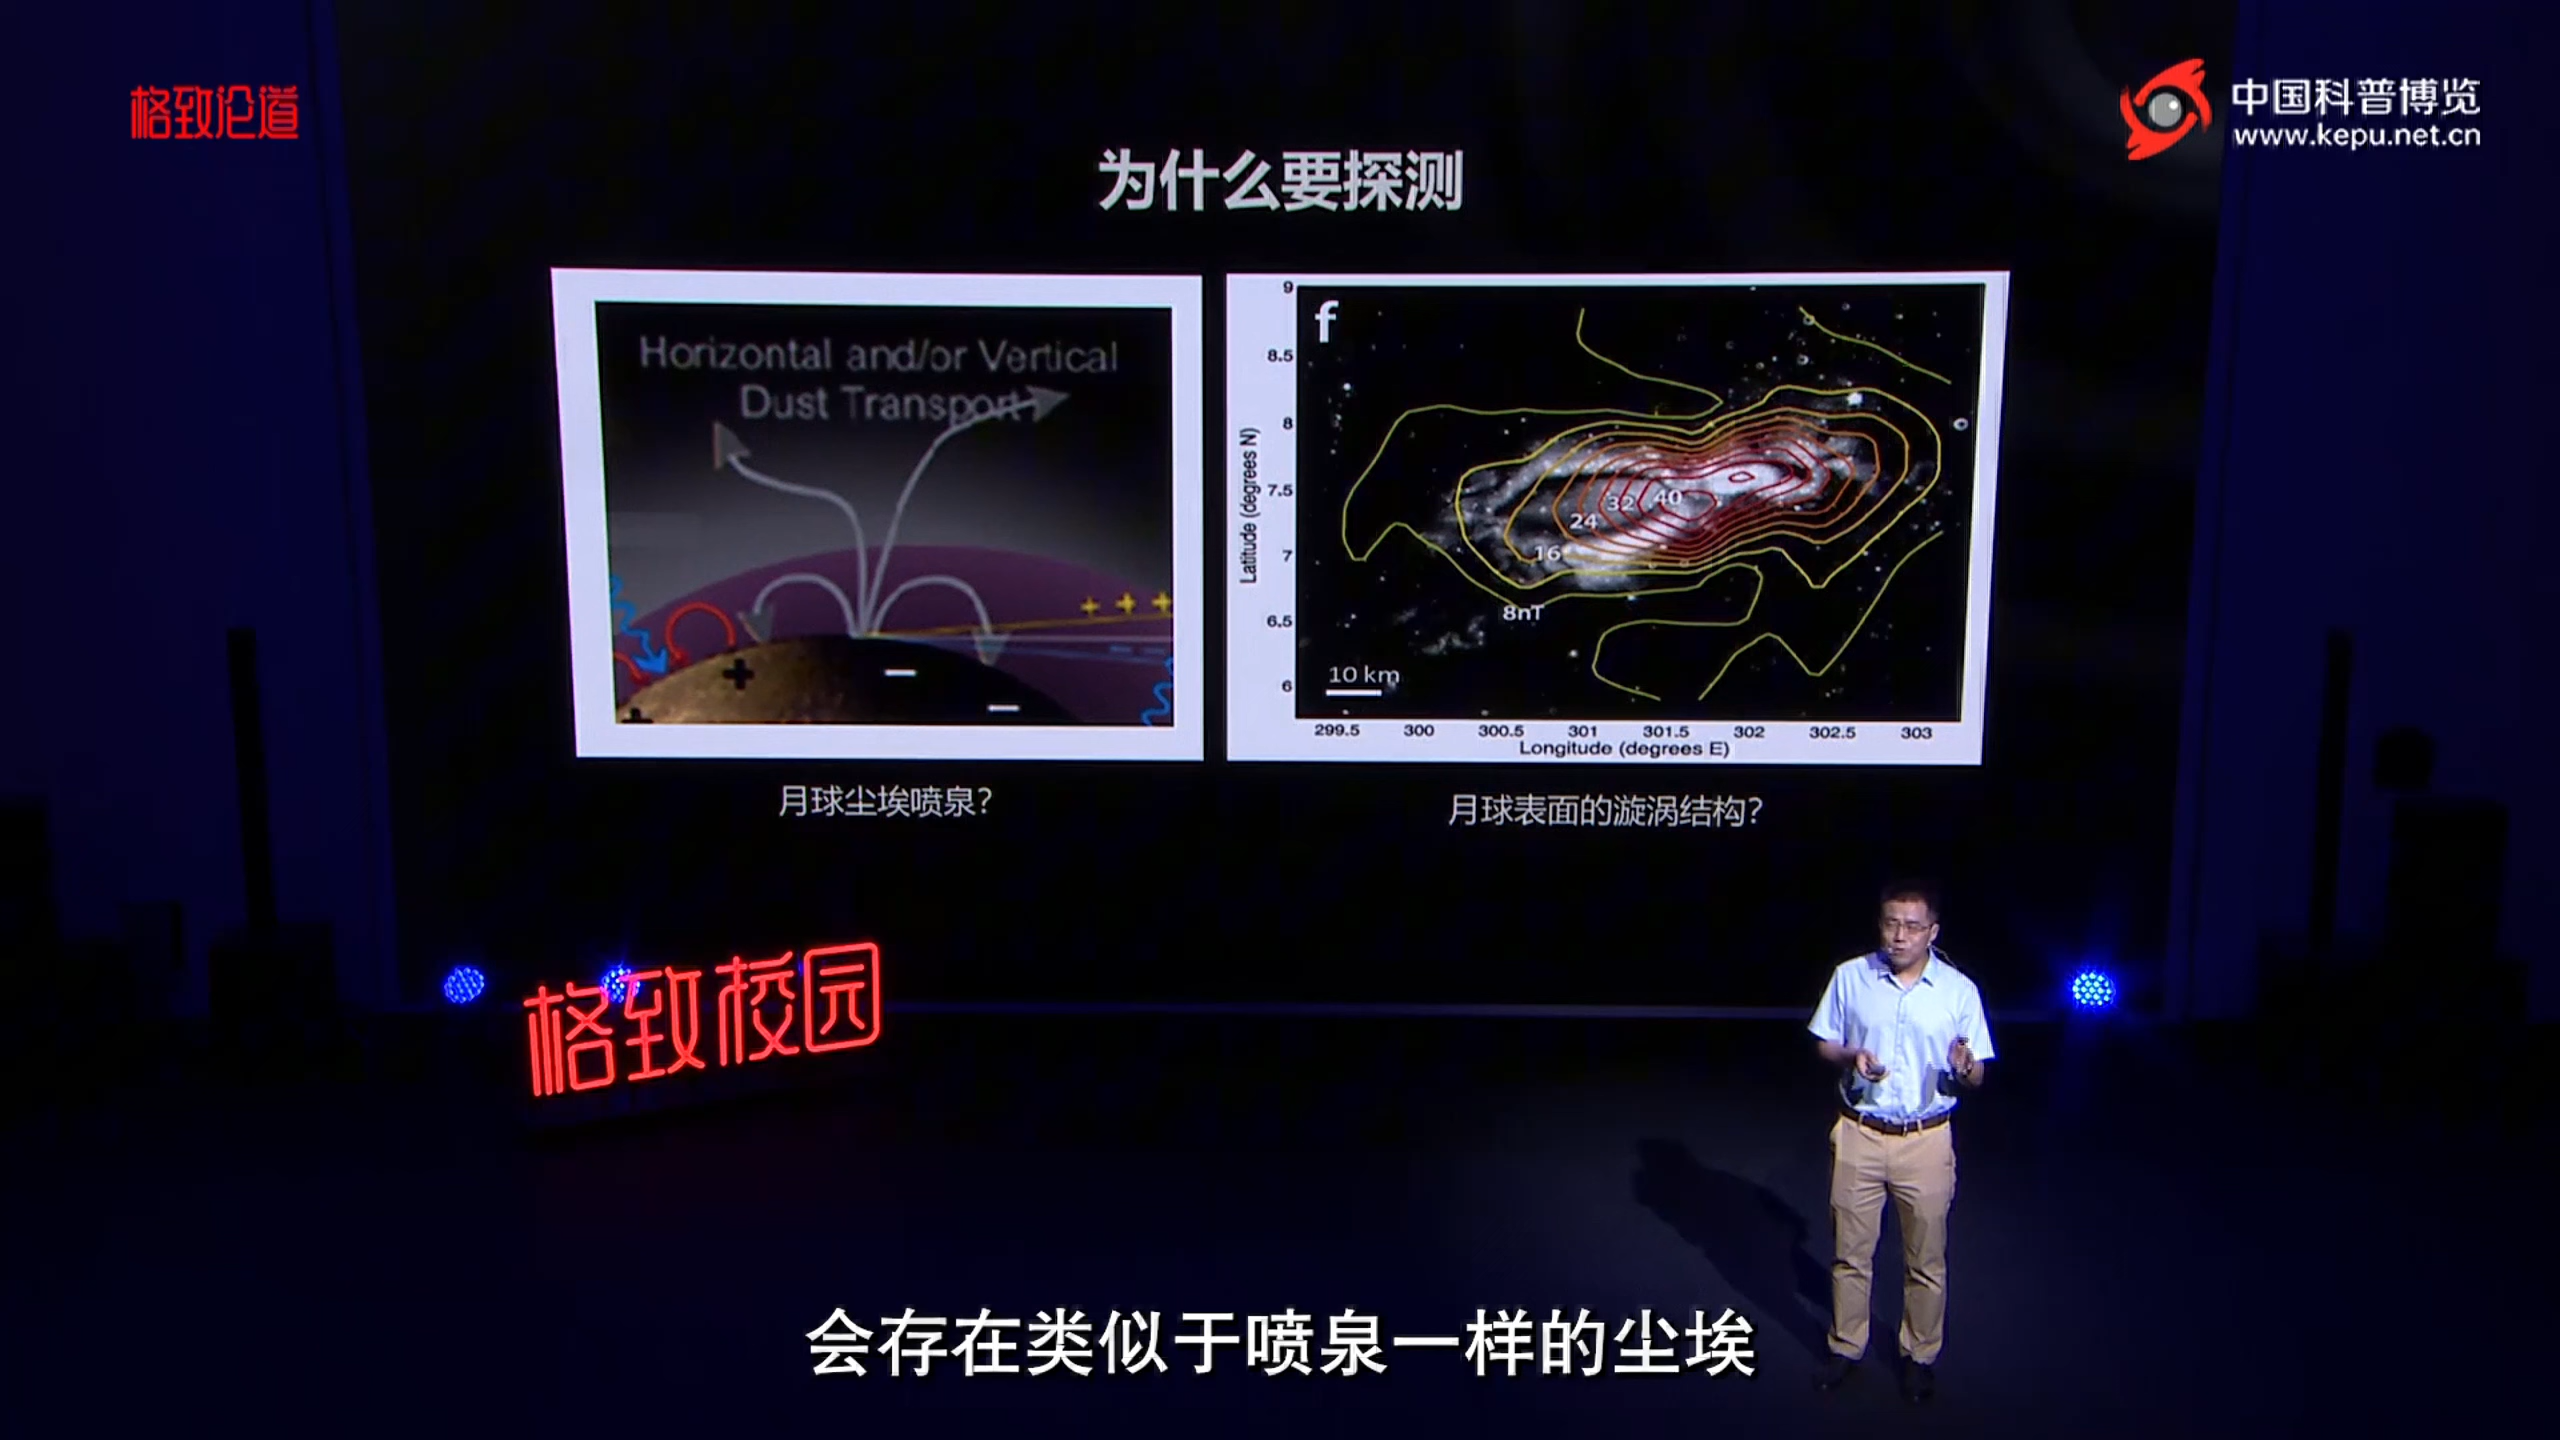 格致论道
中国科普博览
www.kepu.net.cn
为什么要探测
Horizontal and/or Vertical
Dust Transport
+ + +
+
−
−
+
月球尘埃喷泉?
f
9
8.5
8
7.5
7
6.5
6
Latitude (degrees N)
40
32
24
16
8nT
10 km
299.5 300 300.5 301 301.5 302 302.5 303
Longitude (degrees E)
月球表面的漩涡结构?
格致校园
会存在类似于喷泉一样的尘埃